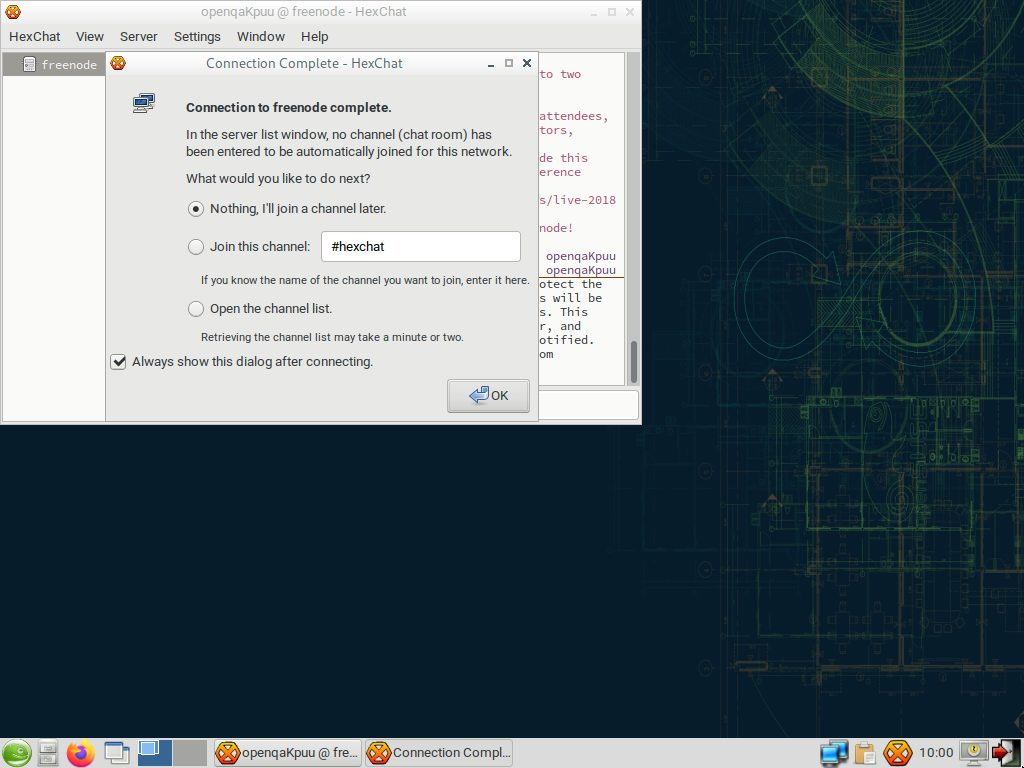 openqaKpuu @ freenode - HexChat
HexChat View Server Settings Window Help
freenode
Connection Complete - HexChat
Connection to freenode complete.
In the server list window, no channel (chat room) has
been entered to be automatically joined for this network.
What would you like to do next?
Nothing, I'll join a channel later.
Join this channel: #hexchat
If you know the name of the channel you want to join, enter it here.
Open the channel list.
Retrieving the channel list may take a minute or two.
Always show this dialog after connecting.
OK
to two
attendees,
tors,
de this
erence
s/live-2018
node!
openqaKpuu
openqaKpuu
otect the
s will be
s. This
r, and
otified.
om
openqaKpuu @ fre...
Connection Compl...
10:00